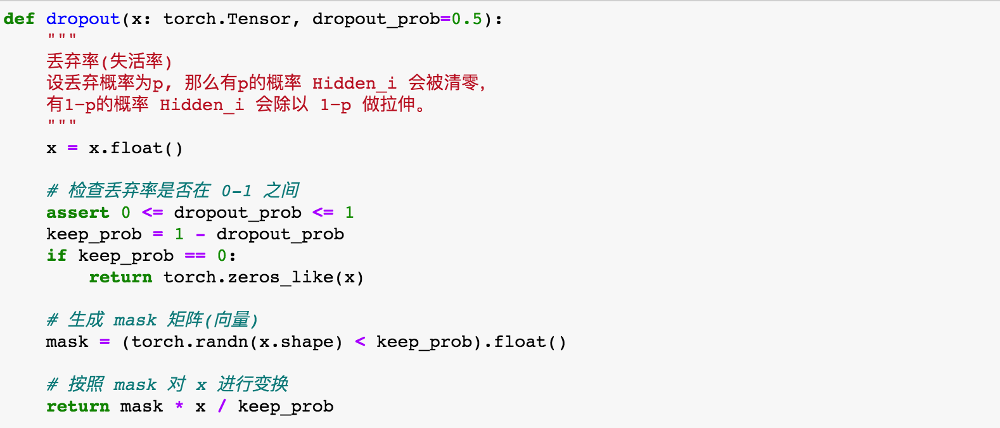 def dropout(x: torch.Tensor, dropout_prob=0.5):
    """
    丢弃率(失活率)
    设丢弃概率为p, 那么有p的概率 Hidden_i 会被清零,
    有1-p的概率 Hidden_i 会除以 1-p 做拉伸。
    """
    x = x.float()
    # 检查丢弃率是否在 0-1 之间
    assert 0 <= dropout_prob <= 1
    keep_prob = 1 - dropout_prob
    if keep_prob == 0:
        return torch.zeros_like(x)
    # 生成 mask 矩阵(向量)
    mask = (torch.randn(x.shape) < keep_prob).float()
    # 按照 mask 对 x 进行变换
    return mask * x / keep_prob